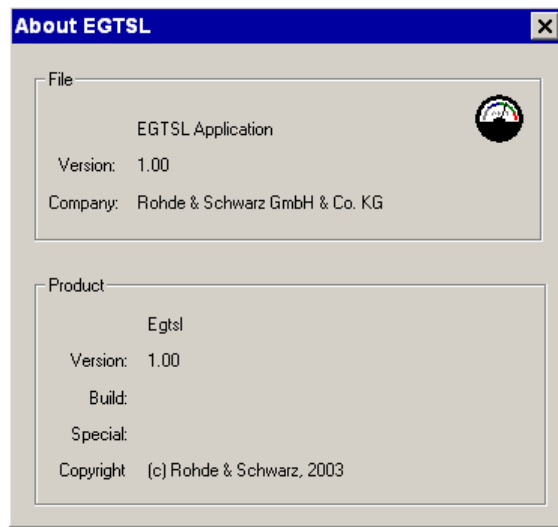 About EGTSL
File
EGTSL Application
Version: 1.00
Company: Rohde & Schwarz GmbH & Co. KG
Product
Egtsl
Version: 1.00
Build:
Special:
Copyright (c) Rohde & Schwarz, 2003